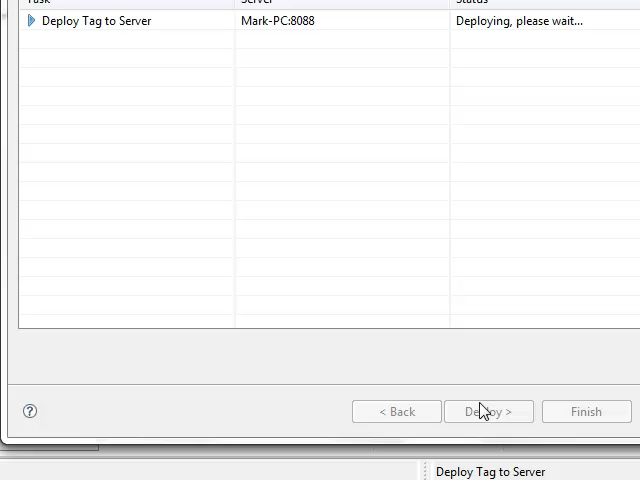 Task Server Status
Deploy Tag to Server Mark-PC:8088 Deploying, please wait...
< Back Deploy > Finish
Deploy Tag to Server